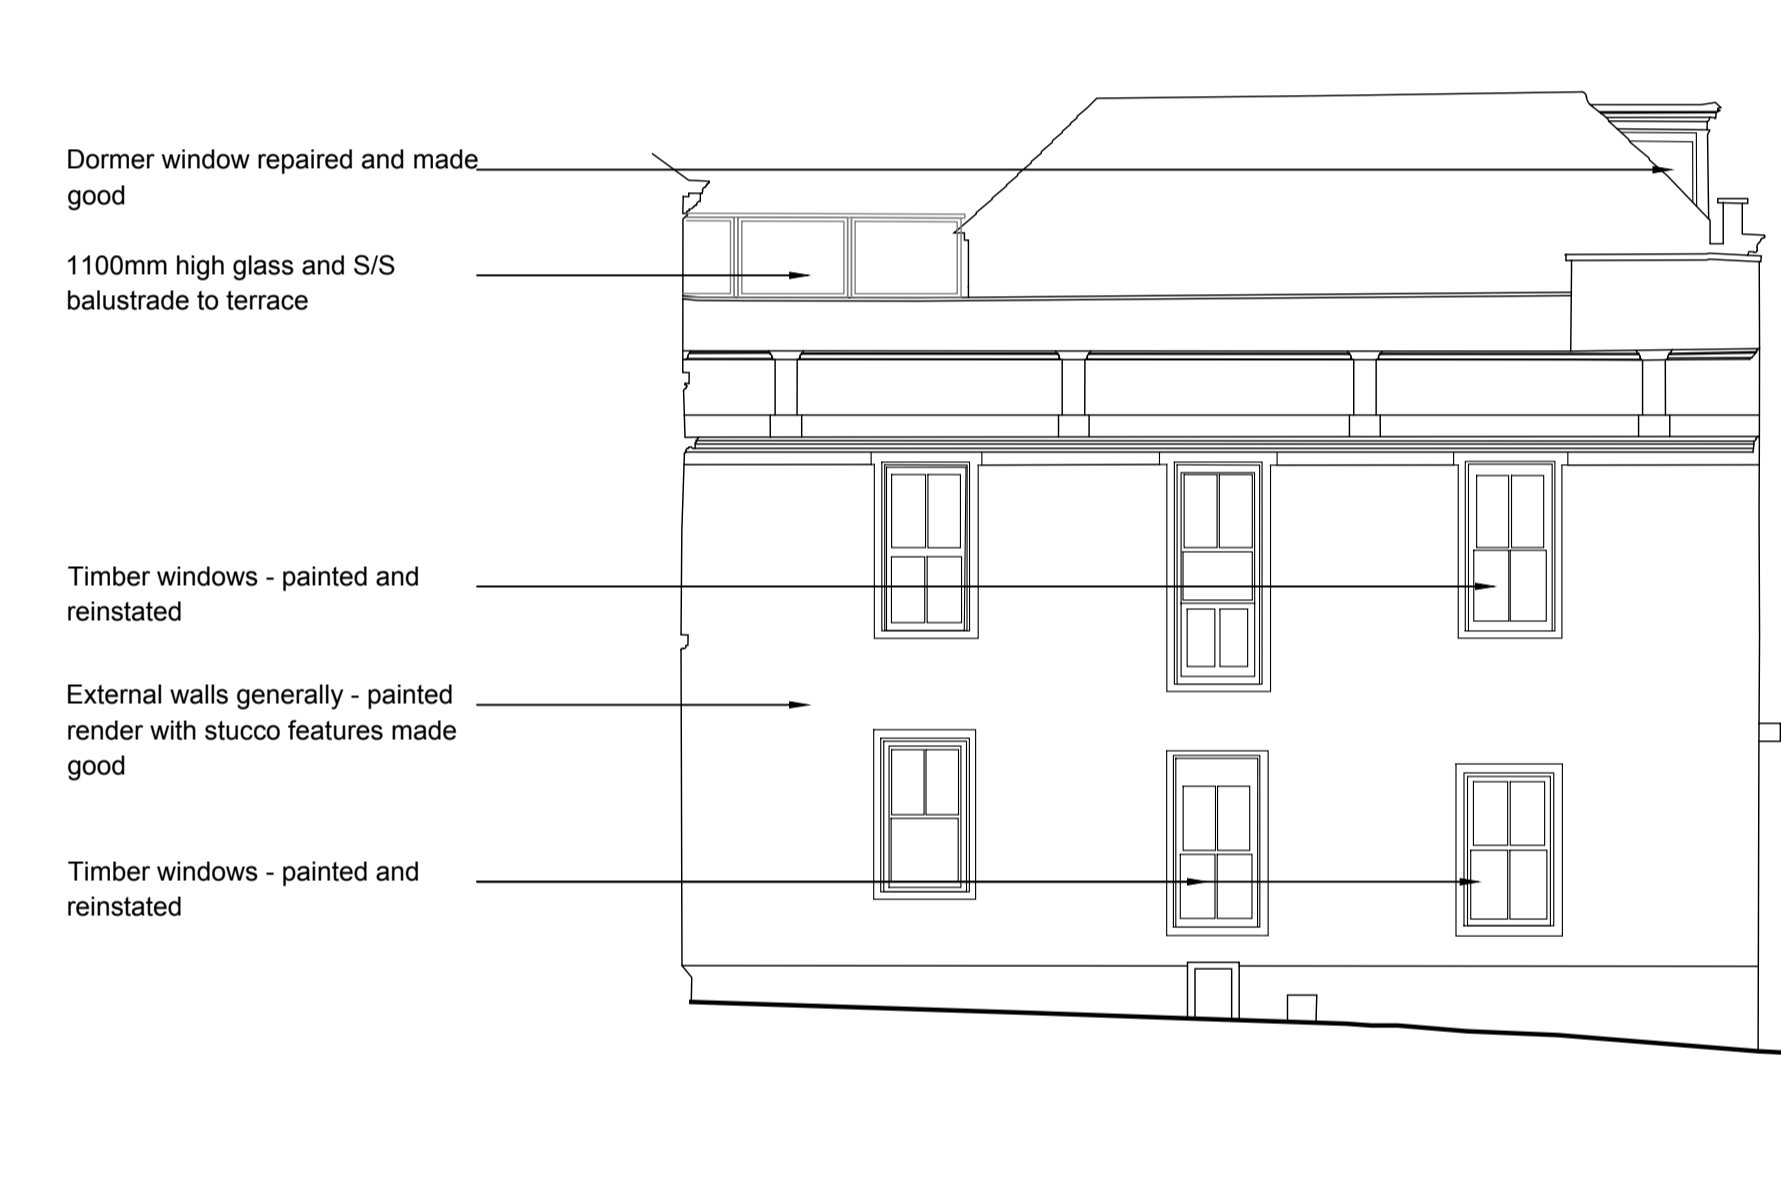 Dormer window repaired and made
good
1100mm high glass and S/S
balustrade to terrace
Timber windows - painted and
reinstated
External walls generally - painted
render with stucco features made
good
Timber windows - painted and
reinstated